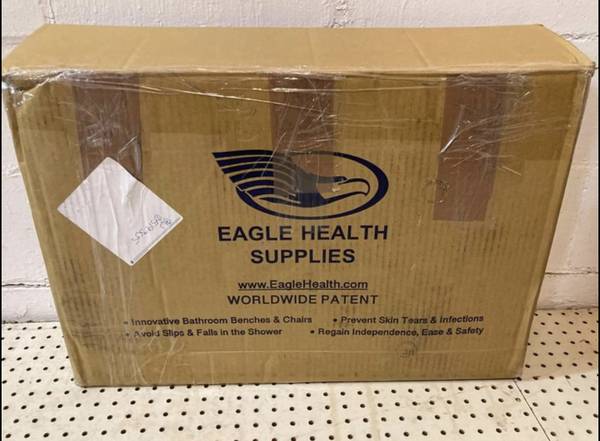 EAGLE HEALTH
SUPPLIES
www.EagleHealth.com
WORLDWIDE PATENT
• Innovative Bathroom Benches & Chairs • Prevent Skin Tears & Infections
• Avoid Slips & Falls in the Shower • Regain Independence, Ease & Safety